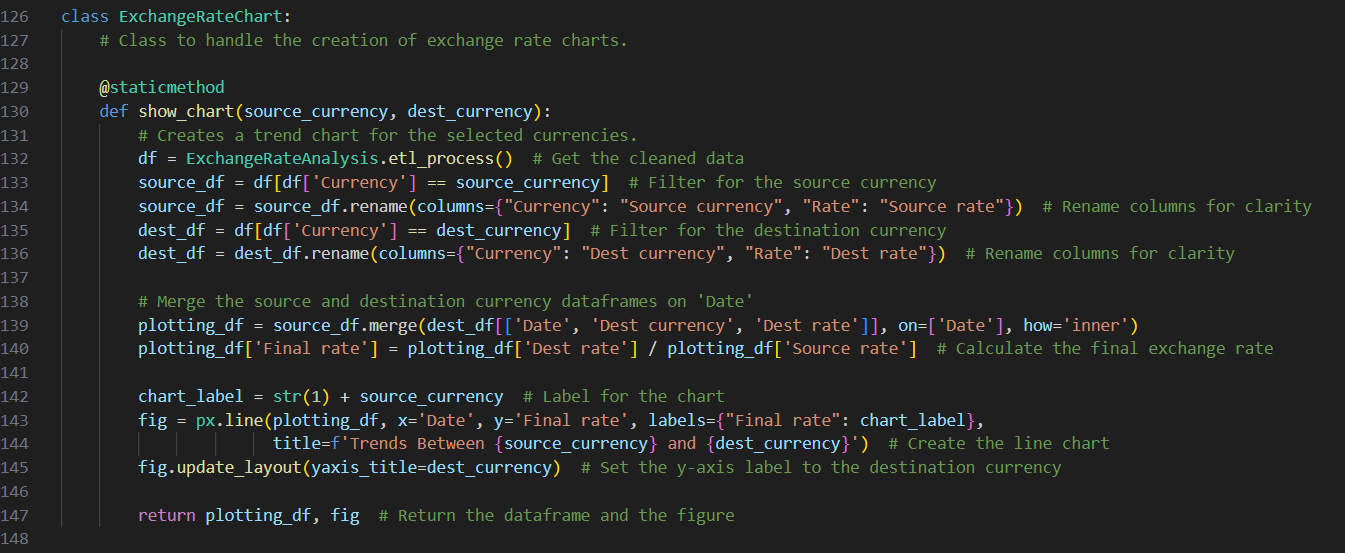 126 class ExchangeRateChart:
127     # Class to handle the creation of exchange rate charts.
128
129     @staticmethod
130     def show_chart(source_currency, dest_currency):
131         # Creates a trend chart for the selected currencies.
132         df = ExchangeRateAnalysis.etl_process()  # Get the cleaned data
133         source_df = df[df['Currency'] == source_currency]  # Filter for the source currency
134         source_df = source_df.rename(columns={"Currency": "Source currency", "Rate": "Source rate"})  # Rename columns for clarity
135         dest_df = df[df['Currency'] == dest_currency]  # Filter for the destination currency
136         dest_df = dest_df.rename(columns={"Currency": "Dest currency", "Rate": "Dest rate"})  # Rename columns for clarity
137
138         # Merge the source and destination currency dataframes on 'Date'
139         plotting_df = source_df.merge(dest_df[['Date', 'Dest currency', 'Dest rate']], on=['Date'], how='inner')
140         plotting_df['Final rate'] = plotting_df['Dest rate'] / plotting_df['Source rate']  # Calculate the final exchange rate
141
142         chart_label = str(1) + source_currency  # Label for the chart
143         fig = px.line(plotting_df, x='Date', y='Final rate', labels={"Final rate": chart_label},
144                       title=f'Trends Between {source_currency} and {dest_currency}')  # Create the line chart
145         fig.update_layout(yaxis_title=dest_currency)  # Set the y-axis label to the destination currency
146
147         return plotting_df, fig  # Return the dataframe and the figure
148